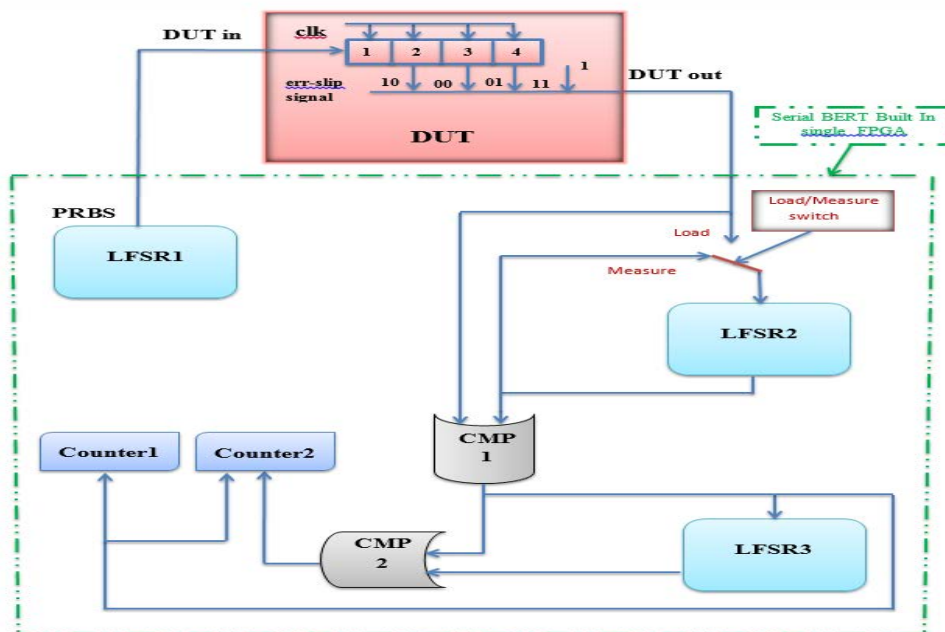 DUT in
clk
1 2 3 4
1
err-slip
signal
10 00 01 11
DUT out
DUT
Serial BERT Built In
single FPGA
PRBS
LFSR1
Load/Measure
switch
Load
Measure
LFSR2
CMP
1
Counter1
Counter2
CMP
2
LFSR3